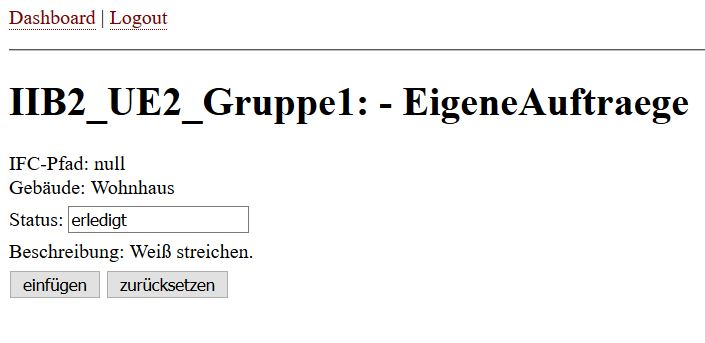 Dashboard | Logout
IIB2_UE2_Gruppe1: - EigeneAuftraege
IFC-Pfad: null
Gebäude: Wohnhaus
Status: erledigt
Beschreibung: Weiß streichen.
einfügen zurücksetzen